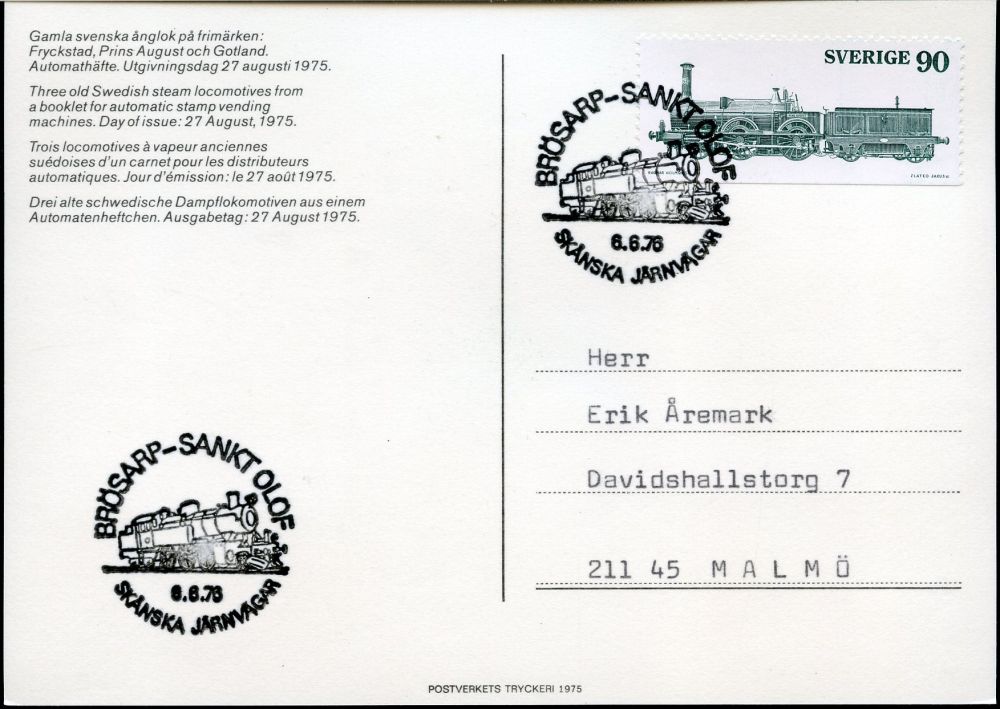 Gamla svenska ånglok på frimärken:
Fryckstad, Prins August och Gotland.
Automathäfte. Utgivningsdag 27 augusti 1975.
Three old Swedish steam locomotives from
a booklet for automatic stamp vending
machines. Day of issue: 27 August, 1975.
Trois locomotives à vapeur anciennes
suédoises d'un carnet pour les distributeurs
automatiques. Jour d'émission: le 27 août 1975.
Drei alte schwedische Dampflokomotiven aus einem
Automatenheftchen. Ausgabetag: 27 August 1975.
SVERIGE 90
BRÖSARP-SANKT OLOF
6.6.76
SKÅNSKA JÄRNVÄGAR
Herr
Erik Åremark
Davidshallstorg 7
211 45 MALMÖ
BRÖSARP-SANKT OLOF
6.6.76
SKÅNSKA JÄRNVÄGAR
POSTVERKETS TRYCKERI 1975